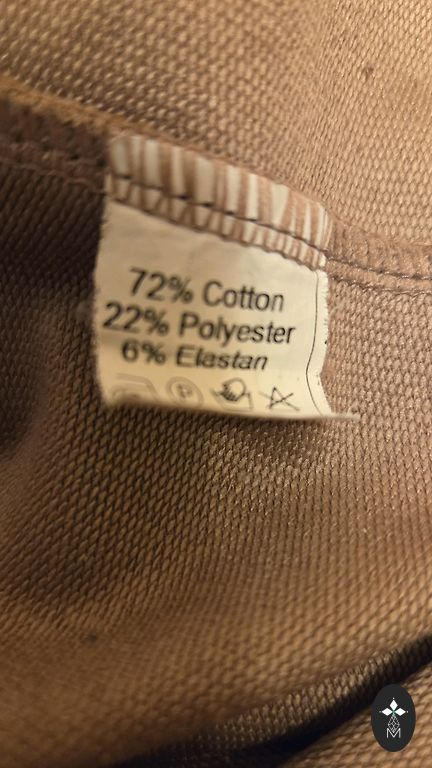 72% Cotton
22% Polyester
6% Elastan